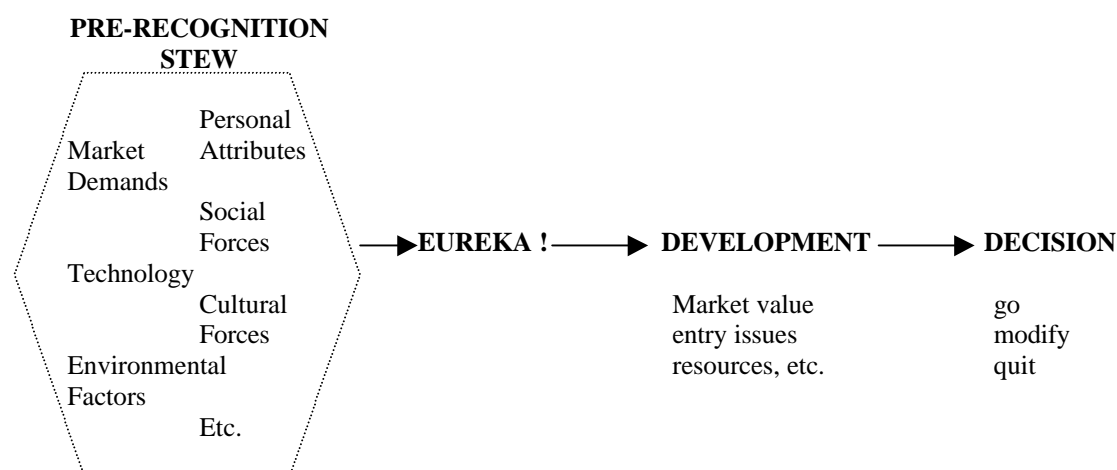 PRE-RECOGNITION
STEW
Personal
Market Attributes
Demands
Social
Forces
EUREKA ! DEVELOPMENT DECISION
Technology
Cultural
Forces
Environmental
Factors
Etc.
Market value
entry issues
resources, etc.
go
modify
quit